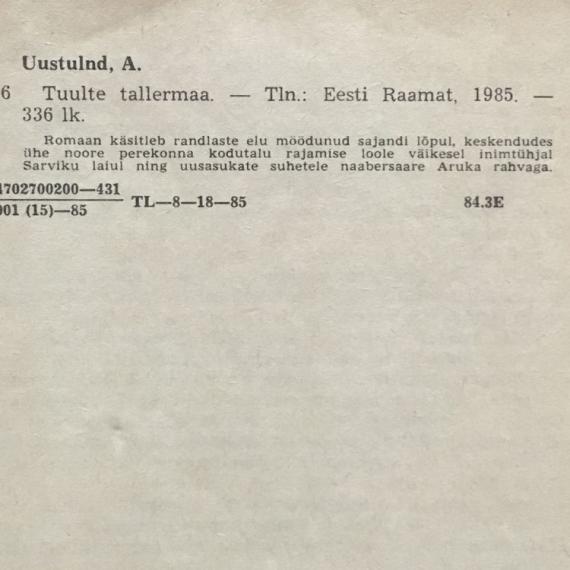 Uustulnd, A.
6 Tuulte tallermaa. — Tln.: Eesti Raamat, 1985. —
336 lk.
Romaan käsitleb randlaste elu möödunud sajandi lõpul, keskendudes
ühe noore perekonna kodutalu rajamise loole väikesel inimtühjal
Sarviku laiul ning uusasukate suhetele naabersaare Aruka rahvaga.
4702700200—431
901 (15)—85
TL—8—18—85
84.3E